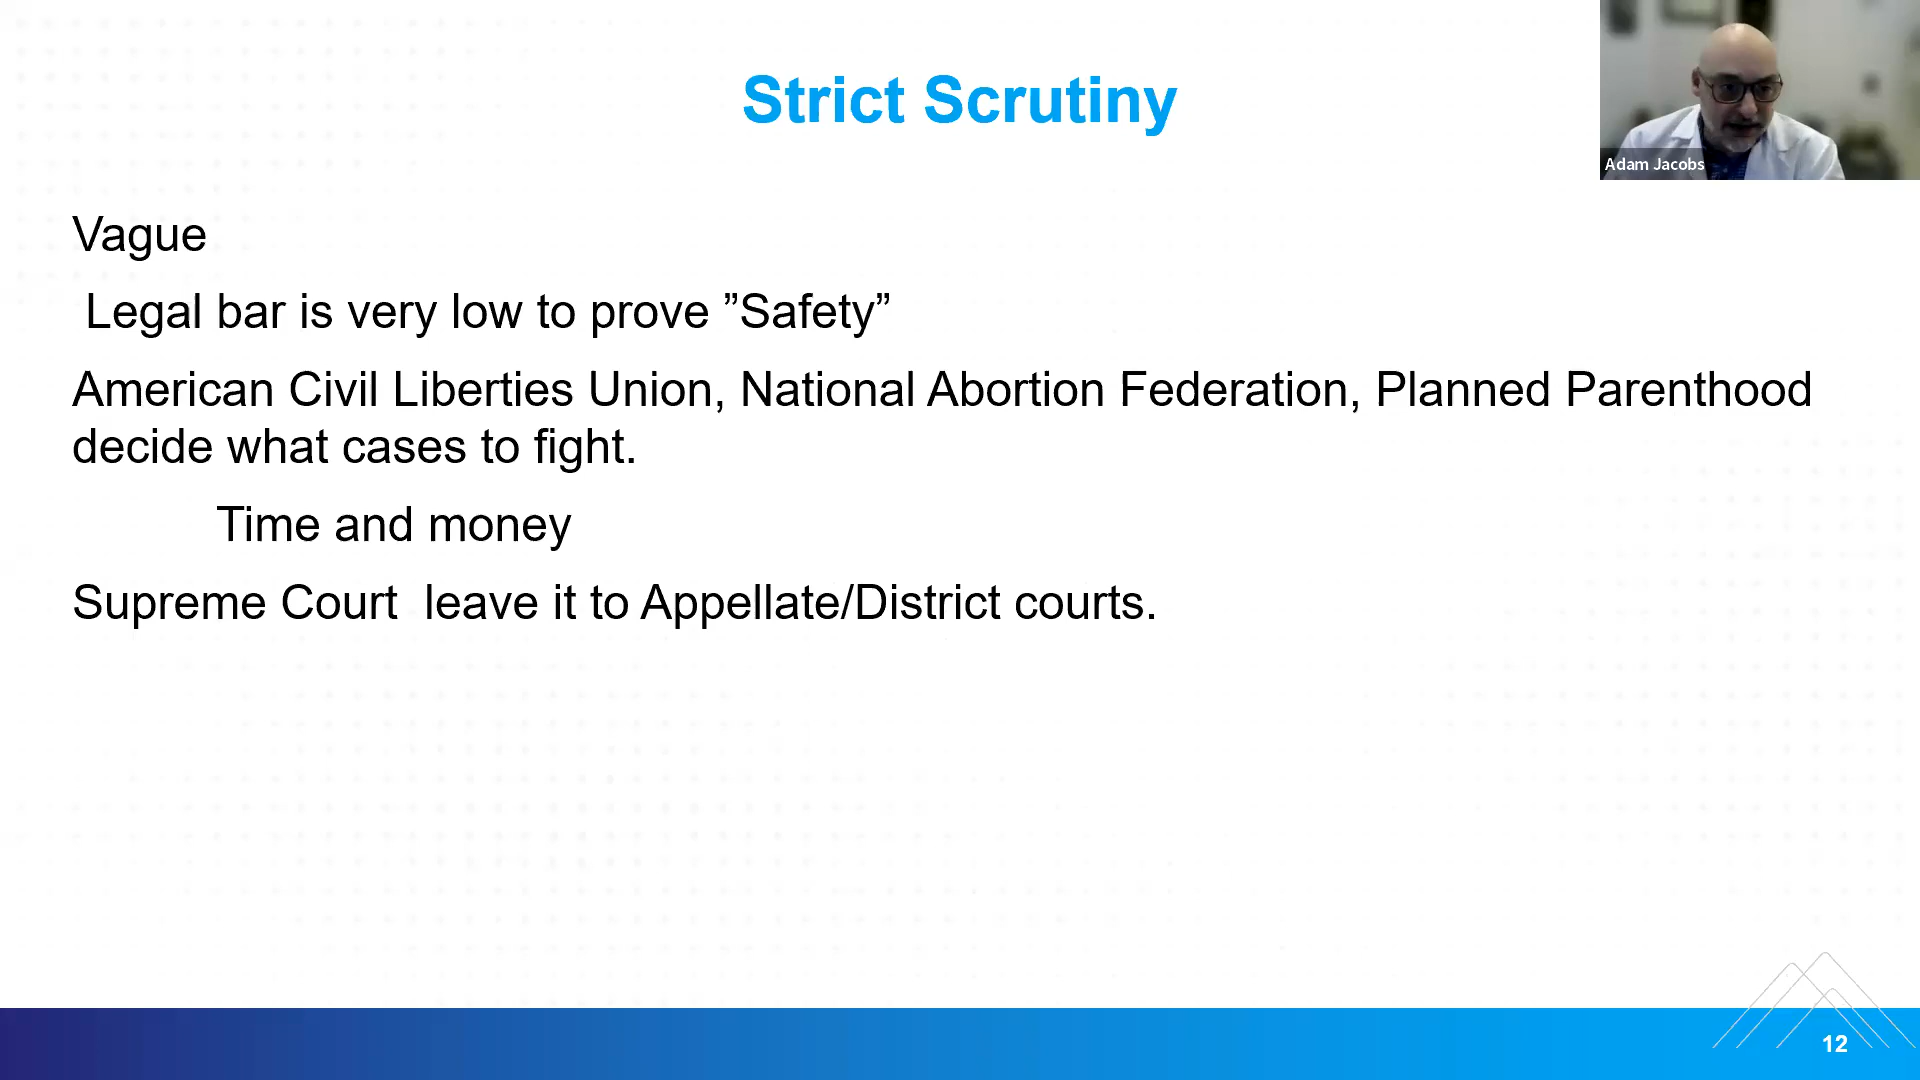 Strict Scrutiny
Adam Jacobs
Vague
Legal bar is very low to prove ”Safety”
American Civil Liberties Union, National Abortion Federation, Planned Parenthood
decide what cases to fight.
Time and money
Supreme Court  leave it to Appellate/District courts.
12